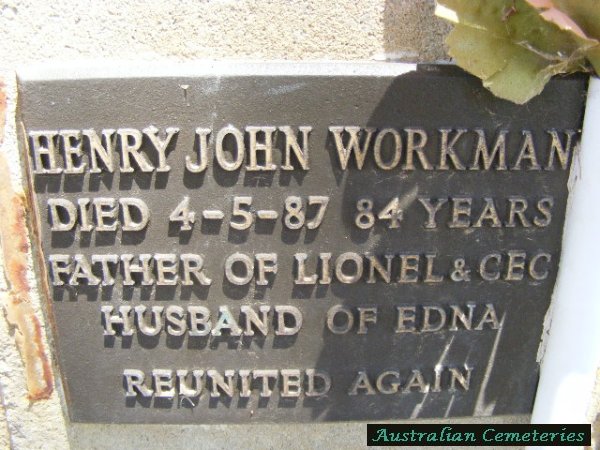 HENRY JOHN WORKMAN
DIED 4-5-87 84 YEARS
FATHER OF LIONEL & CEC
HUSBAND OF EDNA
REUNITED AGAIN
Australian Cemeteries